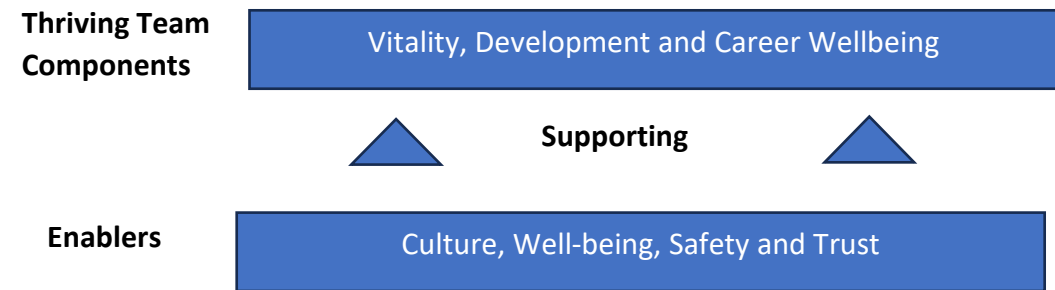 Thriving Team
Components
Vitality, Development and Career Wellbeing
Supporting
Enablers
Culture, Well-being, Safety and Trust